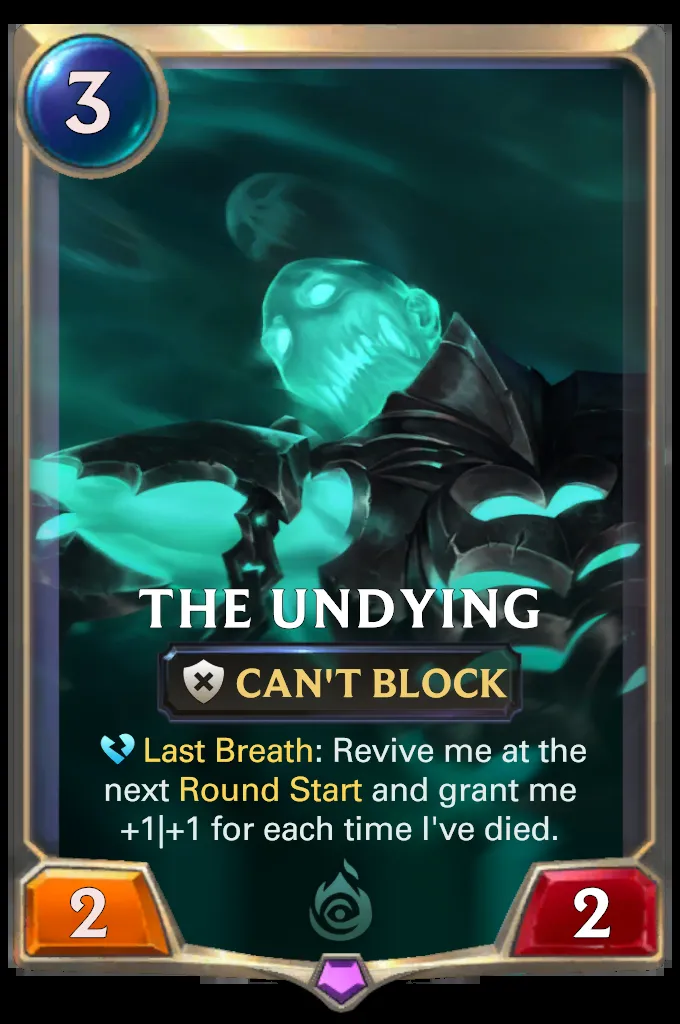 3
THE UNDYING
CAN'T BLOCK
Last Breath: Revive me at the
next Round Start and grant me
+1|+1 for each time I've died.
2
2